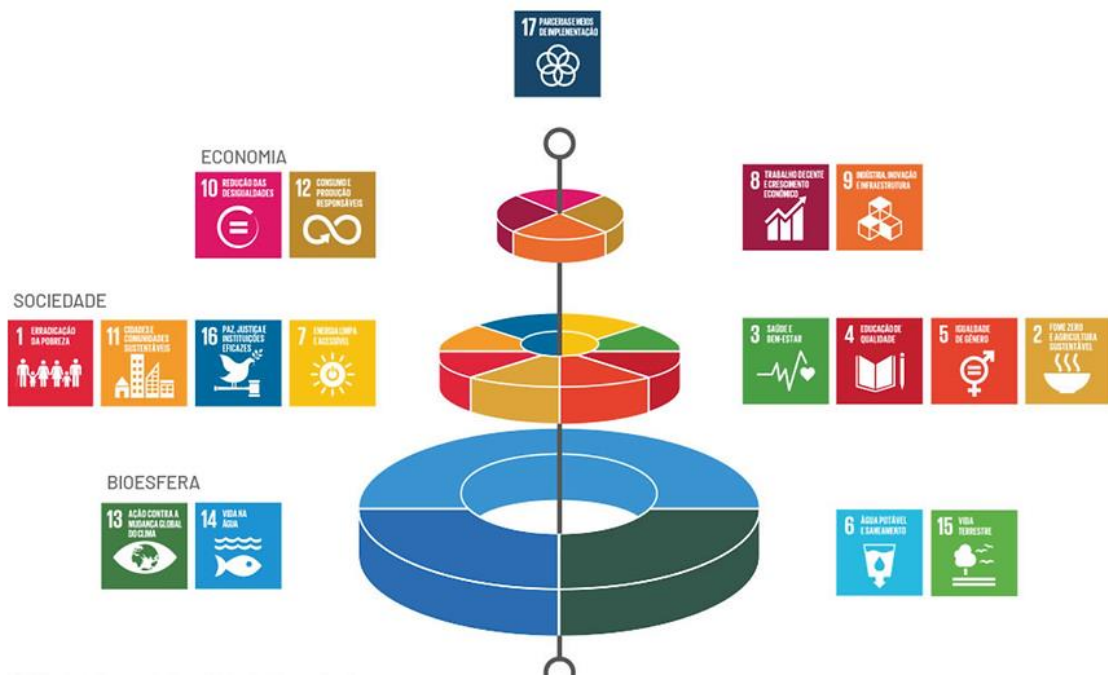 17 PARCERIAS E MEIOS
DE IMPLEMENTAÇÃO
ECONOMIA
10 REDUÇÃO DAS
DESIGUALDADES
12 CONSUMO E
PRODUÇÃO
RESPONSÁVEIS
8 TRABALHO DECENTE
E CRESCIMENTO
ECONÔMICO
9 INDÚSTRIA, INOVAÇÃO
E INFRAESTRUTURA
SOCIEDADE
1 ERRADICAÇÃO
DA POBREZA
11 CIDADES E
COMUNIDADES
SUSTENTÁVEIS
16 PAZ, JUSTIÇA E
INSTITUIÇÕES
EFICAZES
7 ENERGIA LIMPA
E ACESSÍVEL
3 SAÚDE E
BEM-ESTAR
4 EDUCAÇÃO DE
QUALIDADE
5 IGUALDADE
DE GÊNERO
2 FOME ZERO
E AGRICULTURA
SUSTENTÁVEL
BIOESFERA
13 AÇÃO CONTRA A
MUDANÇA GLOBAL
DO CLIMA
14 VIDA NA
ÁGUA
6 ÁGUA POTÁVEL
E SANEAMENTO
15 VIDA
TERRESTRE